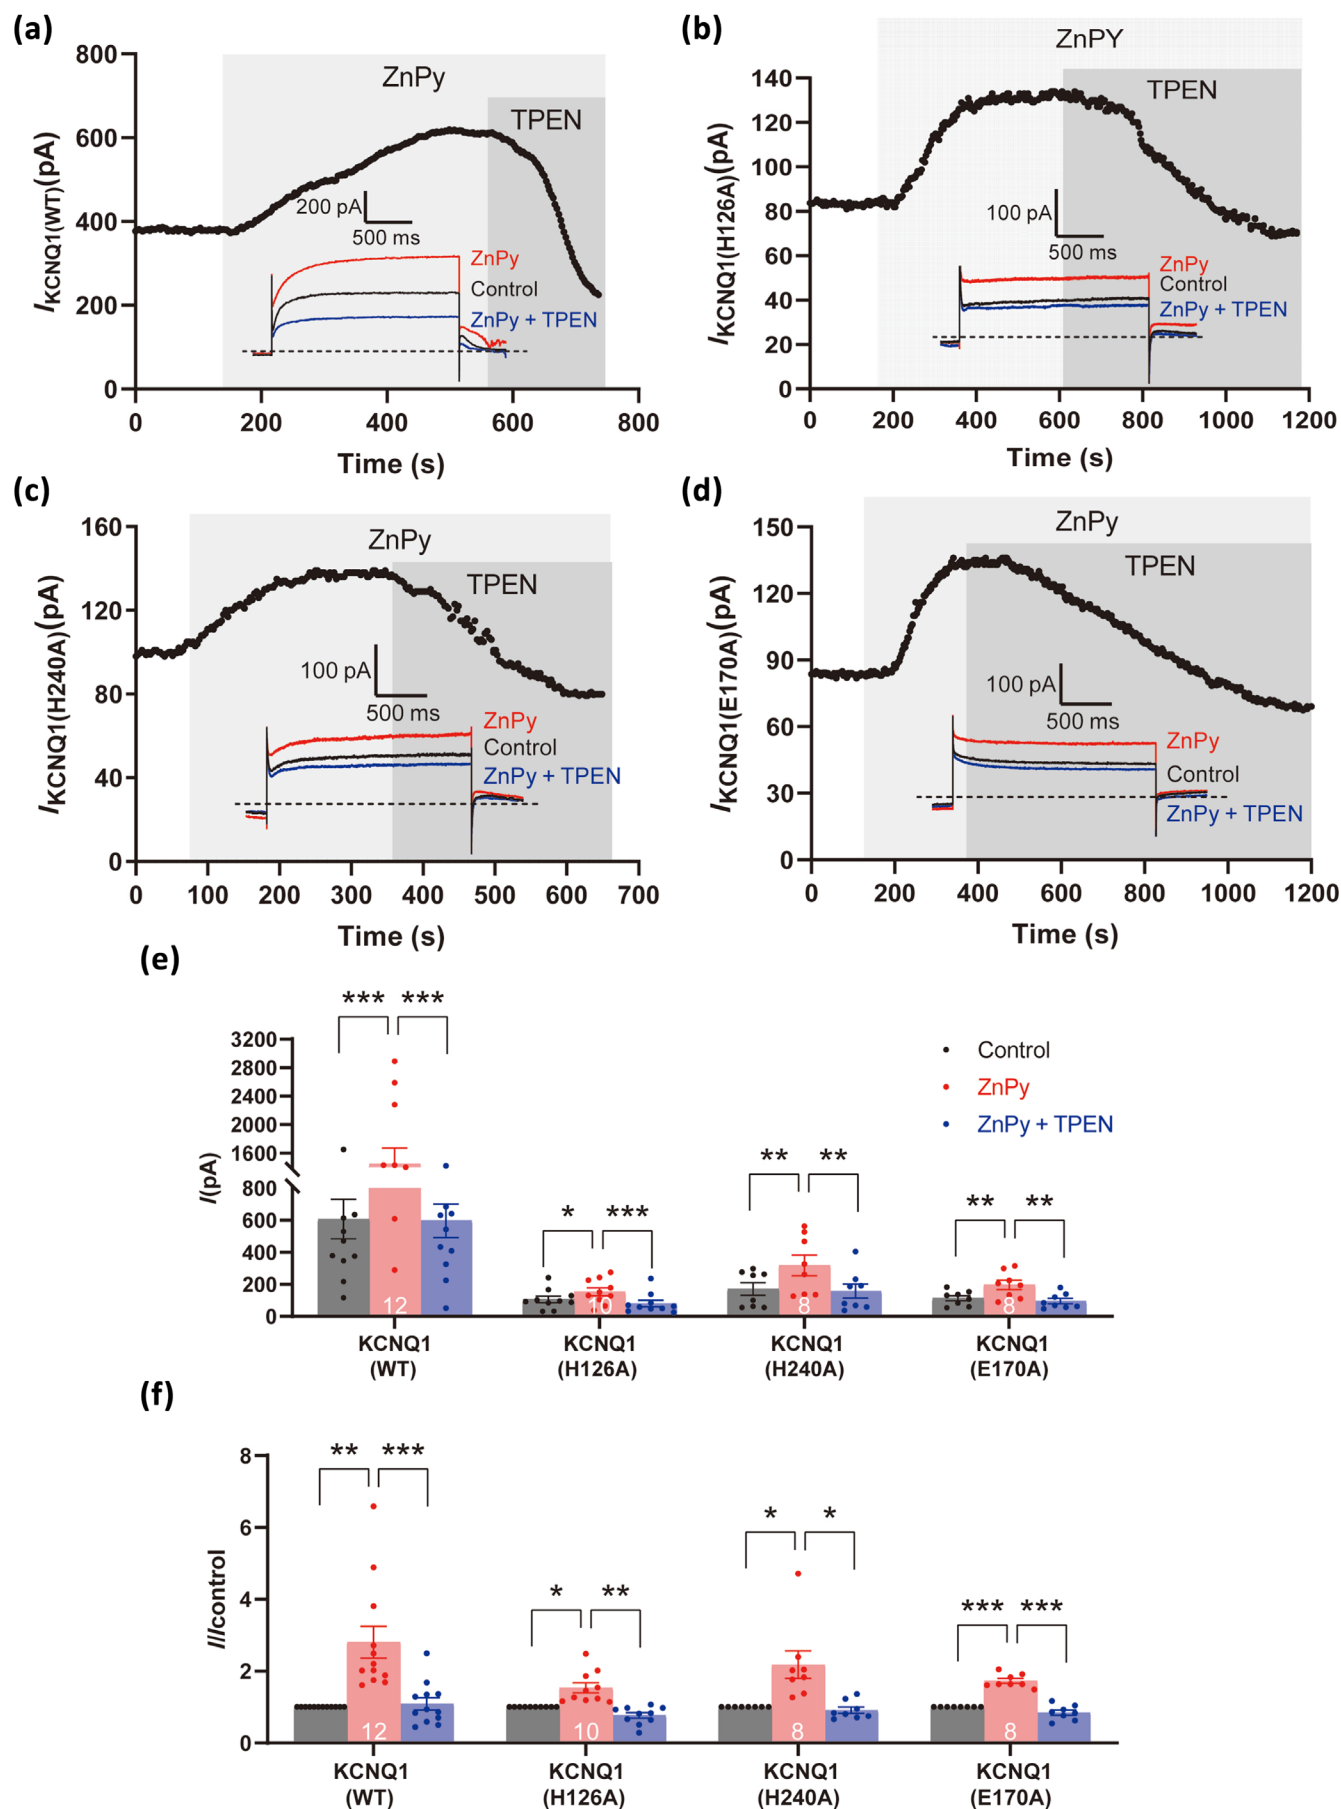 (a)
800
600
400
200
0
I KCNQ1(WT)(pA)
ZnPy
TPEN
200 pA
500 ms
ZnPy
Control
ZnPy + TPEN
0 200 400 600 800
Time (s)
(b)
140
120
100
80
60
40
20
0
I KCNQ1(H126A)(pA)
ZnPY
TPEN
100 pA
500 ms
ZnPy
Control
ZnPy + TPEN
0 200 400 600 800 1000 1200
Time (s)
(c)
160
120
80
40
0
I KCNQ1(H240A)(pA)
ZnPy
TPEN
100 pA
500 ms
ZnPy
Control
ZnPy + TPEN
0 100 200 300 400 500 600 700
Time (s)
(d)
150
120
90
60
30
0
I KCNQ1(E170A)(pA)
ZnPy
TPEN
100 pA
500 ms
ZnPy
Control
ZnPy + TPEN
0 200 400 600 800 1000 1200
Time (s)
(e)
*** ***
* ***
** **
** **
3200
2800
2400
2000
1600
800
600
400
200
0
I(pA)
Control
ZnPy
ZnPy + TPEN
12 10 8 8
KCNQ1 KCNQ1 KCNQ1 KCNQ1
(WT) (H126A) (H240A) (E170A)
(f)
** ***
* **
* *
*** ***
8
6
4
2
0
I/Icontrol
12 10 8 8
KCNQ1 KCNQ1 KCNQ1 KCNQ1
(WT) (H126A) (H240A) (E170A)